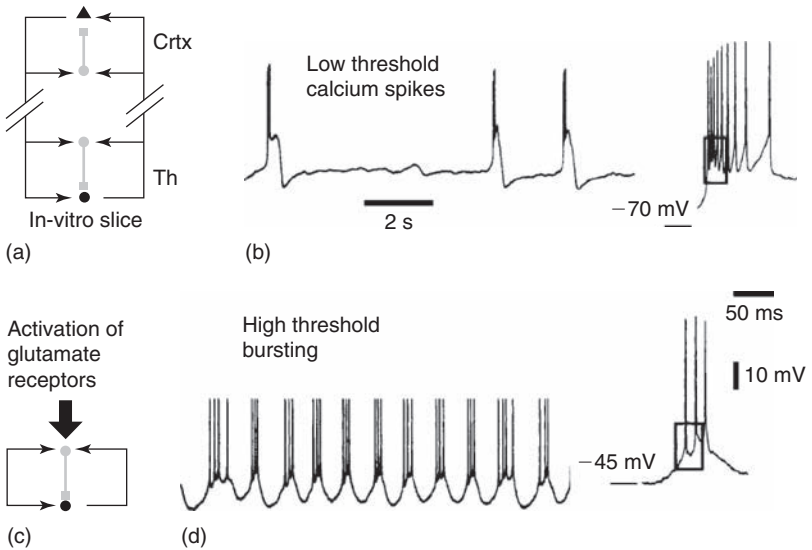 Crtx
Th
In-vitro slice
(a)
Low threshold
calcium spikes
2 s
−70 mV
(b)
Activation of
glutamate
receptors
(c)
High threshold
bursting
50 ms
10 mV
−45 mV
(d)